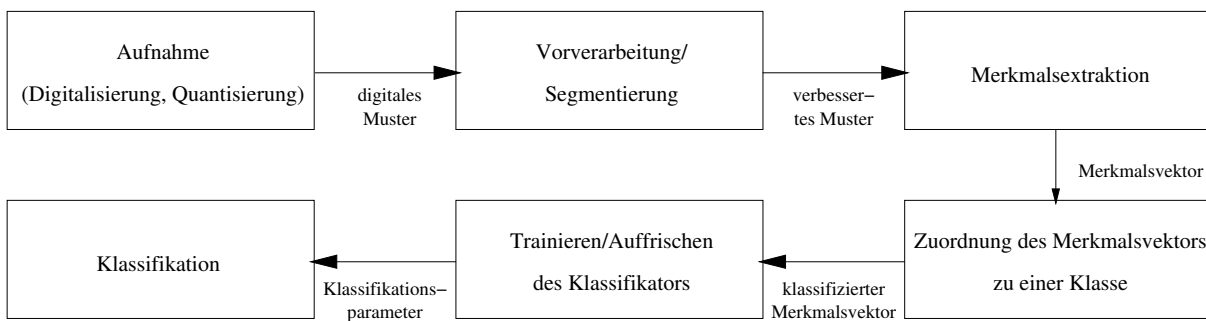 Aufnahme
(Digitalisierung, Quantisierung)
digitales
Muster
Vorverarbeitung/
Segmentierung
verbesser−
tes Muster
Merkmalsextraktion
Merkmalsvektor
Zuordnung des Merkmalsvektors
zu einer Klasse
klassifizierter
Merkmalsvektor
Trainieren/Auffrischen
des Klassifikators
Klassifikations−
parameter
Klassifikation